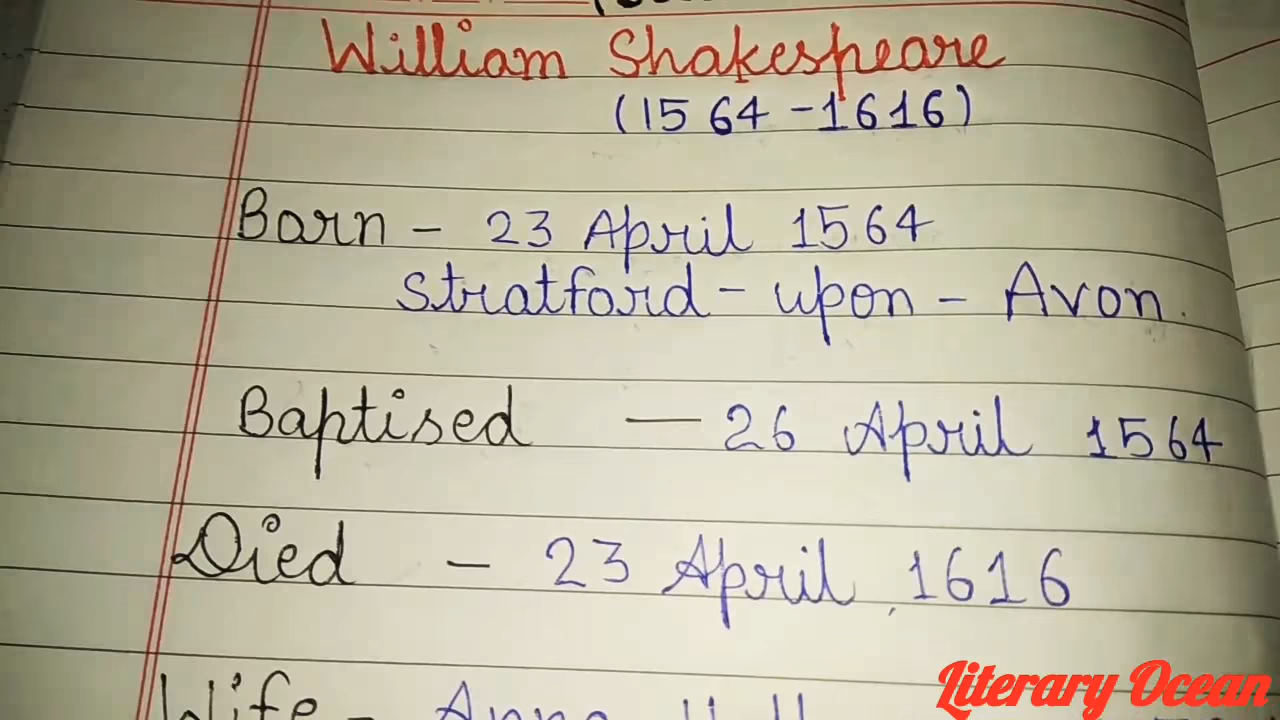 William Shakespeare
(1564-1616)
Born - 23 April 1564
Stratford - upon - Avon.
Baptised — 26 April 1564
Died - 23 April 1616
Wife -
Literary Ocean